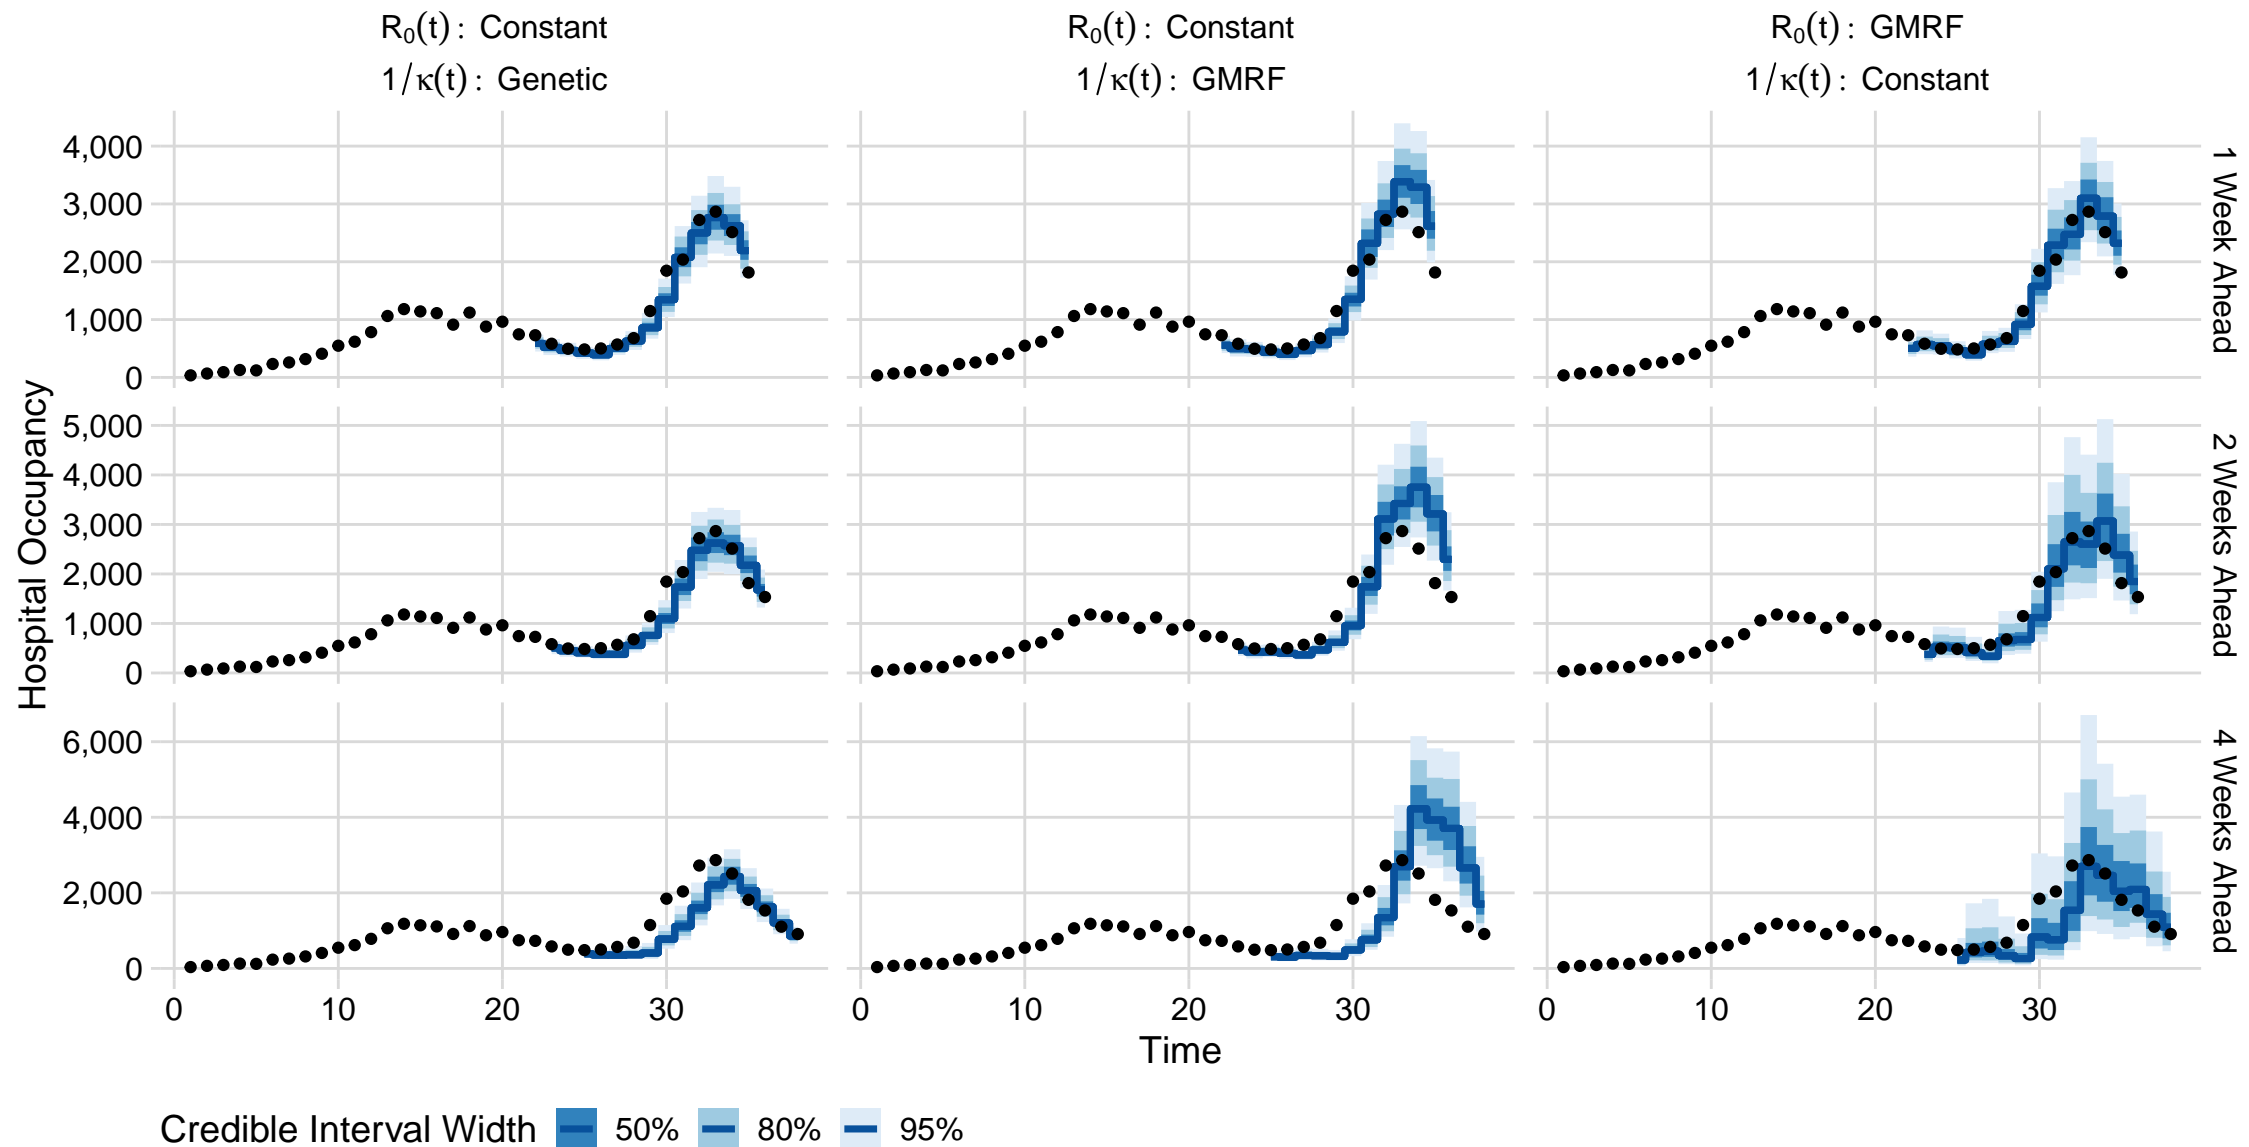 R₀(t) : Constant
1/κ(t) : Genetic
R₀(t) : Constant
1/κ(t) : GMRF
R₀(t) : GMRF
1/κ(t) : Constant
4,000
3,000
2,000
1,000
0
1 Week Ahead
5,000
4,000
3,000
2,000
1,000
0
2 Weeks Ahead
6,000
4,000
2,000
0
4 Weeks Ahead
Hospital Occupancy
0 10 20 30
0 10 20 30
0 10 20 30
Time
Credible Interval Width 50% 80% 95%